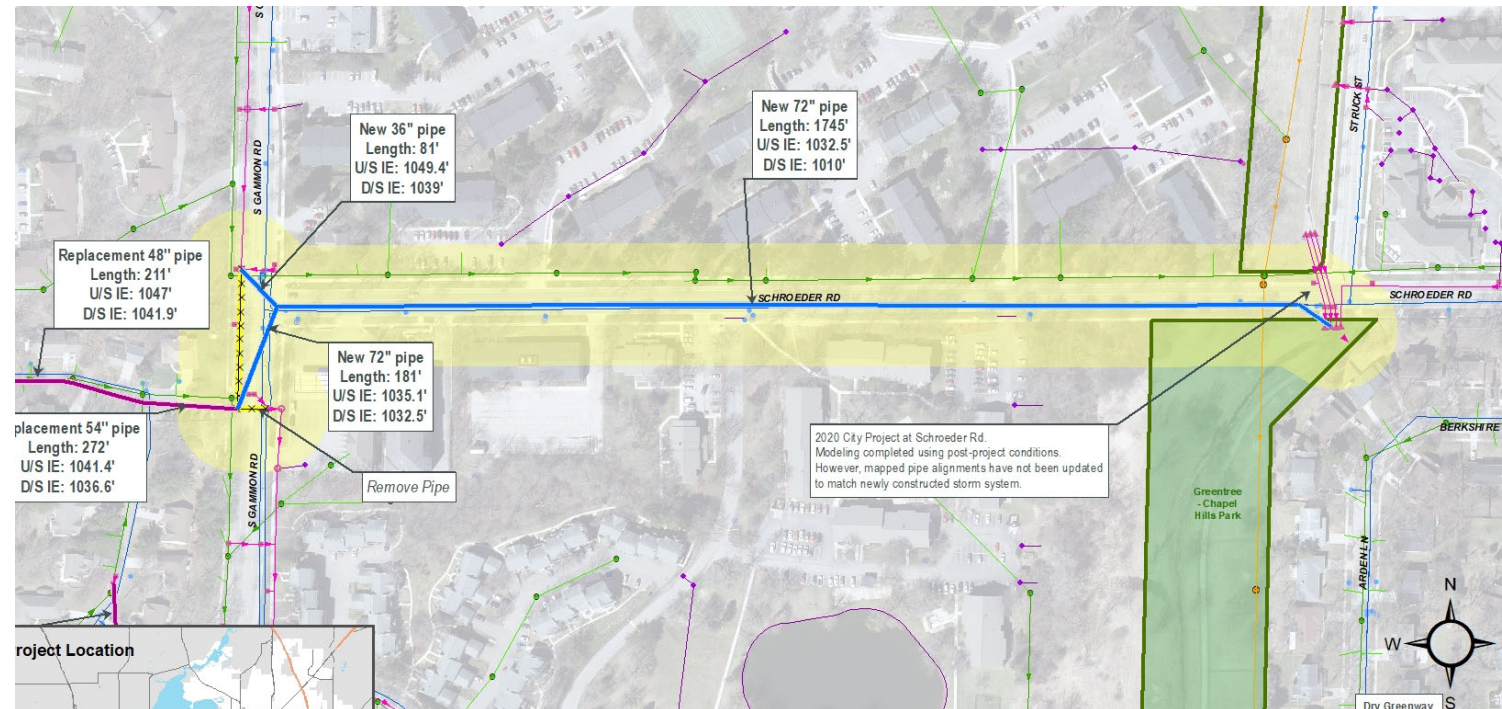 S GAMMON RD
New 36" pipe
Length: 81'
U/S IE: 1049.4'
D/S IE: 1039'
New 72" pipe
Length: 1745'
U/S IE: 1032.5'
D/S IE: 1010'
STRUCK ST
Replacement 48" pipe
Length: 211'
U/S IE: 1047'
D/S IE: 1041.9'
SCHROEDER RD
SCHROEDER RD
New 72" pipe
Length: 181'
U/S IE: 1035.1'
D/S IE: 1032.5'
placement 54" pipe
Length: 272'
U/S IE: 1041.4'
D/S IE: 1036.6'
Remove Pipe
S GAMMON RD
2020 City Project at Schroeder Rd.
Modeling completed using post-project conditions.
However, mapped pipe alignments have not been updated
to match newly constructed storm system.
BERKSHIRE
Greentree
- Chapel
Hills Park
ARDEN LN
N
W
S
roject Location
Dry Greenway